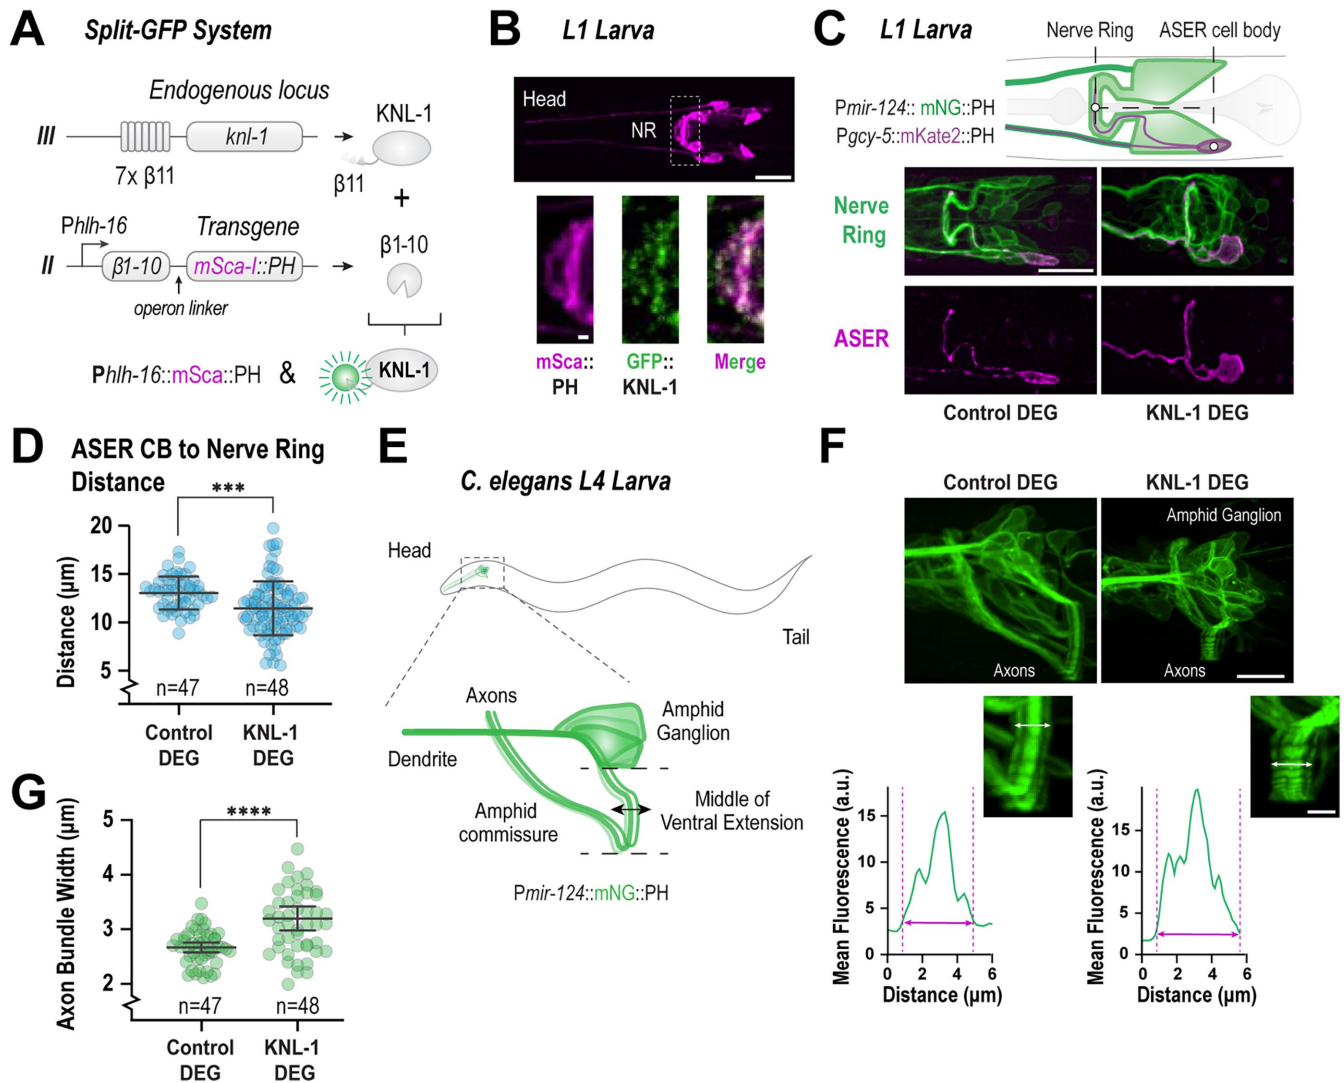 A Split-GFP System
Endogenous locus
III
knl-1
KNL-1
7x β11
β11
+
Phlh-16
Transgene
II
β1-10
mSca-I::PH
β1-10
operon linker
Phlh-16::mSca::PH & KNL-1
B L1 Larva
Head
NR
mSca::
PH
GFP::
KNL-1
Merge
C L1 Larva
Nerve Ring
ASER cell body
Pmir-124:: mNG::PH
Pgcy-5::mKate2::PH
Nerve
Ring
ASER
Control DEG
KNL-1 DEG
D ASER CB to Nerve Ring
Distance
***
Distance (µm)
20
15
10
5
n=47
n=48
Control
DEG
KNL-1
DEG
E
C. elegans L4 Larva
Head
Tail
Axons
Amphid
Ganglion
Dendrite
Amphid
commissure
Middle of
Ventral Extension
Pmir-124::mNG::PH
F
Control DEG
KNL-1 DEG
Amphid Ganglion
Axons
Axons
Mean Fluorescence (a.u.)
15
10
5
0
0 2 4 6
Distance (µm)
Mean Fluorescence (a.u.)
15
10
5
0
0 2 4 6
Distance (µm)
G
****
Axon Bundle Width (µm)
5
4
3
2
n=47
n=48
Control
DEG
KNL-1
DEG